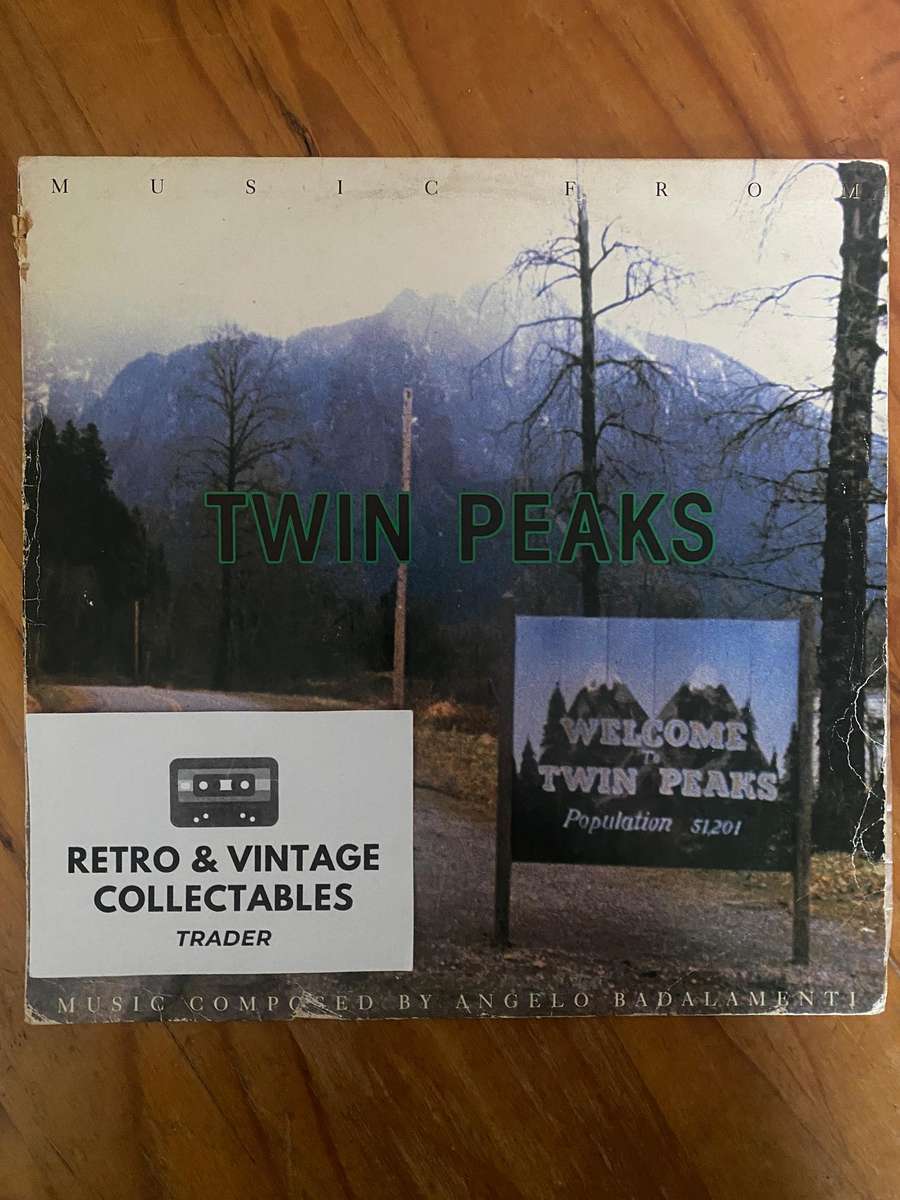 MUSIC FROM
TWIN PEAKS
WELCOME
To
TWIN PEAKS
Population 51,201
RETRO & VINTAGE
COLLECTABLES
TRADER
MUSIC COMPOSED BY ANGELO BADALAMENTI